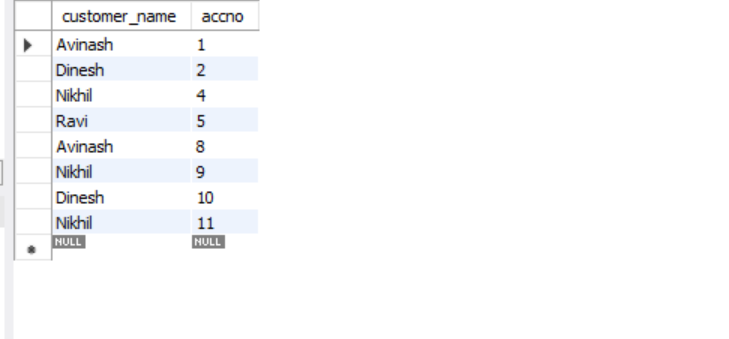 customer_name accno
Avinash 1
Dinesh 2
Nikhil 4
Ravi 5
Avinash 8
Nikhil 9
Dinesh 10
Nikhil 11
NULL NULL